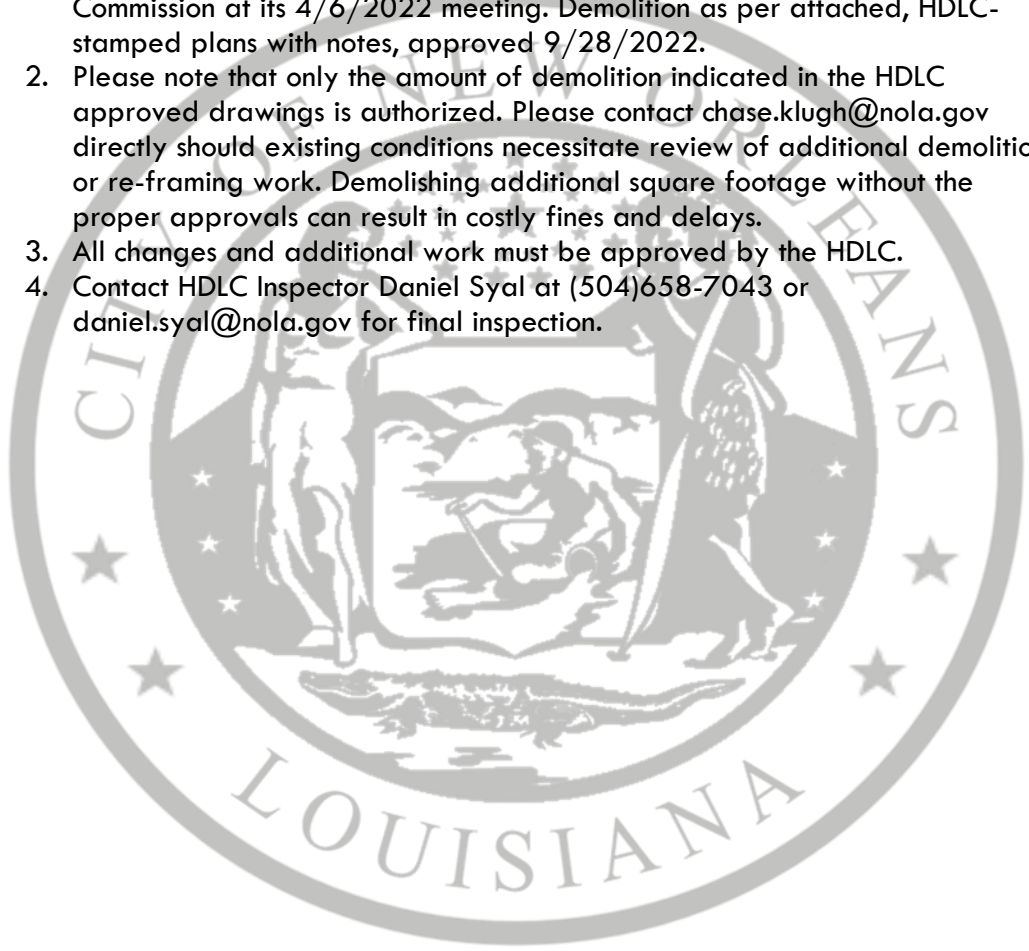 Commission at its 4/6/2022 meeting. Demolition as per attached, HDLC-
stamped plans with notes, approved 9/28/2022.
2. Please note that only the amount of demolition indicated in the HDLC
approved drawings is authorized. Please contact chase.klugh@nola.gov
directly should existing conditions necessitate review of additional demolitio
or re-framing work. Demolishing additional square footage without the
proper approvals can result in costly fines and delays.
3. All changes and additional work must be approved by the HDLC.
4. Contact HDLC Inspector Daniel Syal at (504)658-7043 or
daniel.syal@nola.gov for final inspection.
CITY OF NEW ORLEANS
LOUISIANA